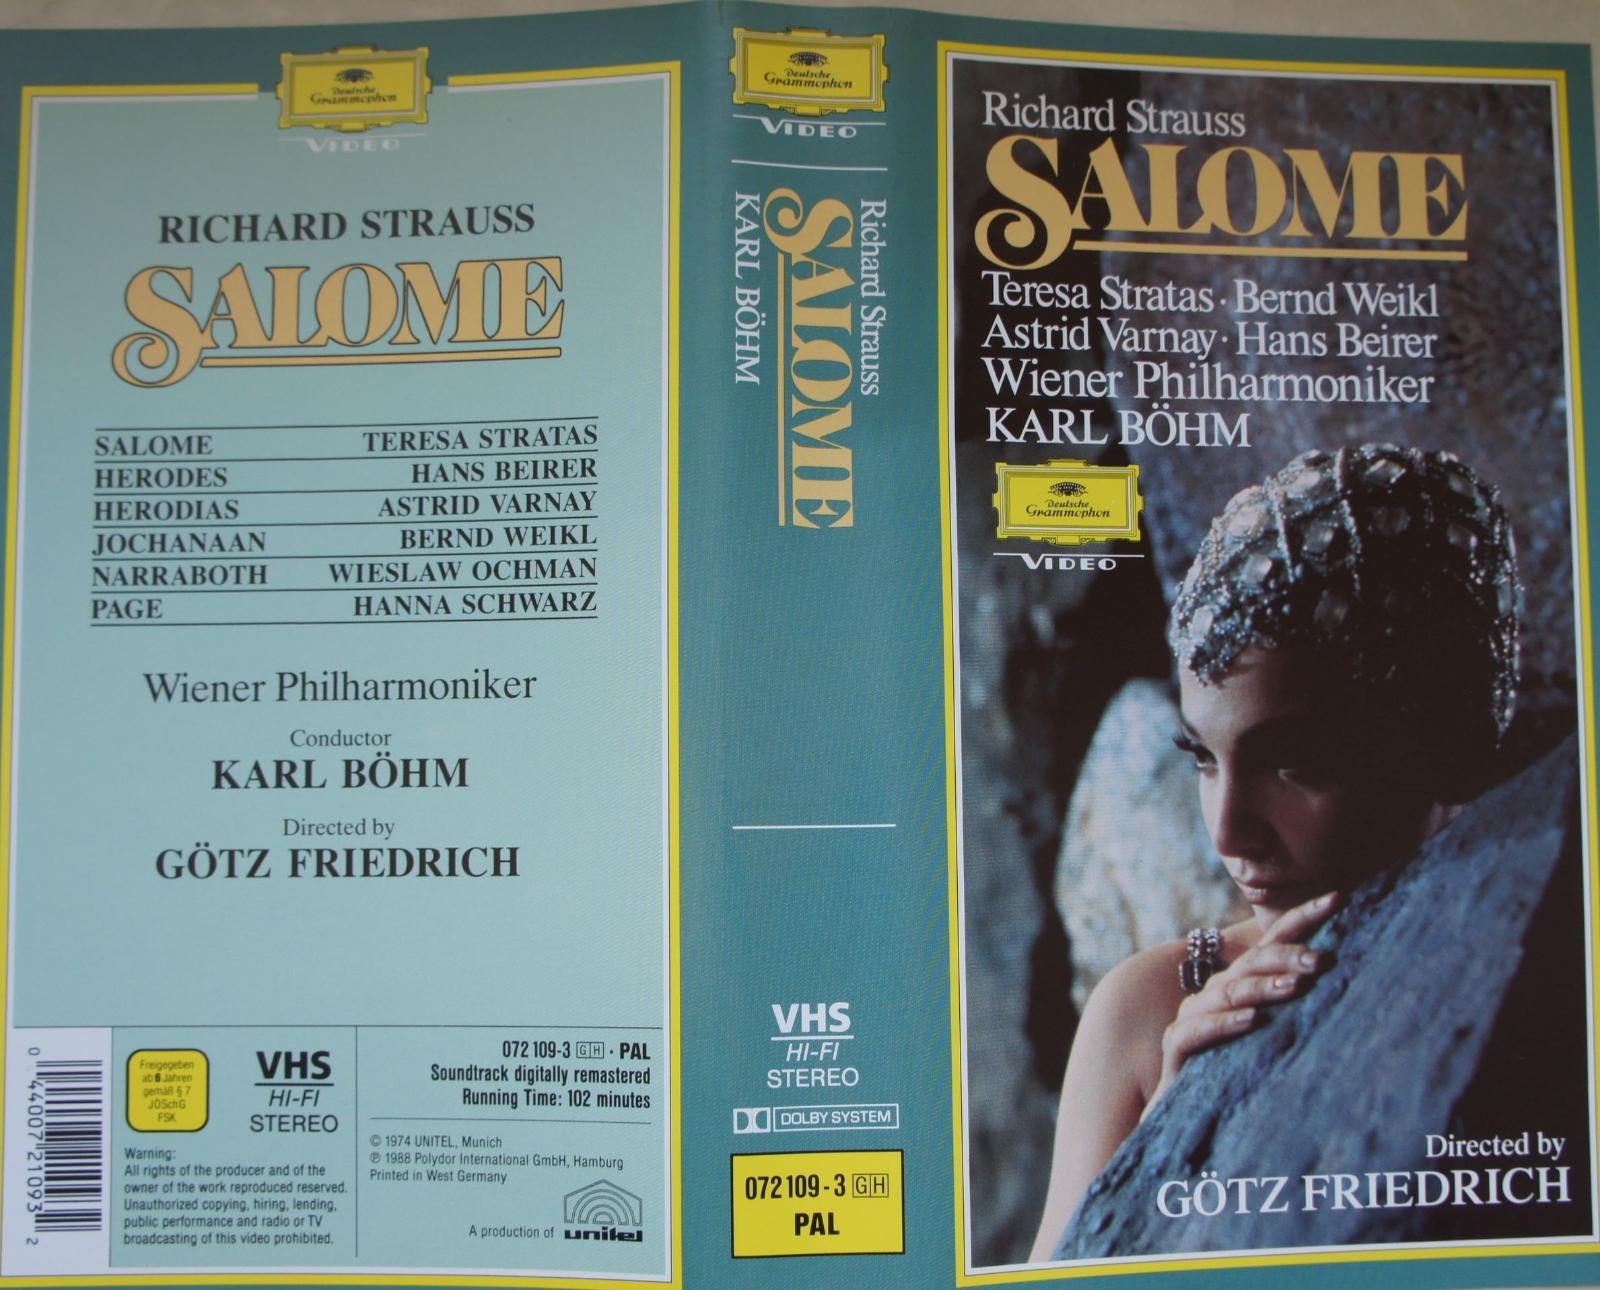 Deutsche
Grammophon
VIDEO
RICHARD STRAUSS
SALOME
SALOME TERESA STRATAS
HERODES HANS BEIRER
HERODIAS ASTRID VARNAY
JOCHANAAN BERND WEIKL
NARRABOTH WIESLAW OCHMAN
PAGE HANNA SCHWARZ
Wiener Philharmoniker
Conductor
KARL BÖHM
Directed by
GÖTZ FRIEDRICH
0 44007 21093 2
Freigegeben
ab 6 Jahren
gemäß § 7
JÖSchG
FSK
VHS
HI-FI
STEREO
Warning:
All rights of the producer and of the
owner of the work reproduced reserved.
Unauthorized copying, hiring, lending,
public performance and radio or TV
broadcasting of this video prohibited.
072 109-3 GH · PAL
Soundtrack digitally remastered
Running Time: 102 minutes
© 1974 UNITEL, Munich
℗ 1988 Polydor International GmbH, Hamburg
Printed in West Germany
A production of unitel
Deutsche
Grammophon
VIDEO
Richard Strauss
SALOME
KARL BÖHM
VHS
HI-FI
STEREO
DOLBY SYSTEM
072 109-3 GH
PAL
Richard Strauss
SALOME
Teresa Stratas · Bernd Weikl
Astrid Varnay · Hans Beirer
Wiener Philharmoniker
KARL BÖHM
Deutsche
Grammophon
VIDEO
Directed by
GÖTZ FRIEDRICH